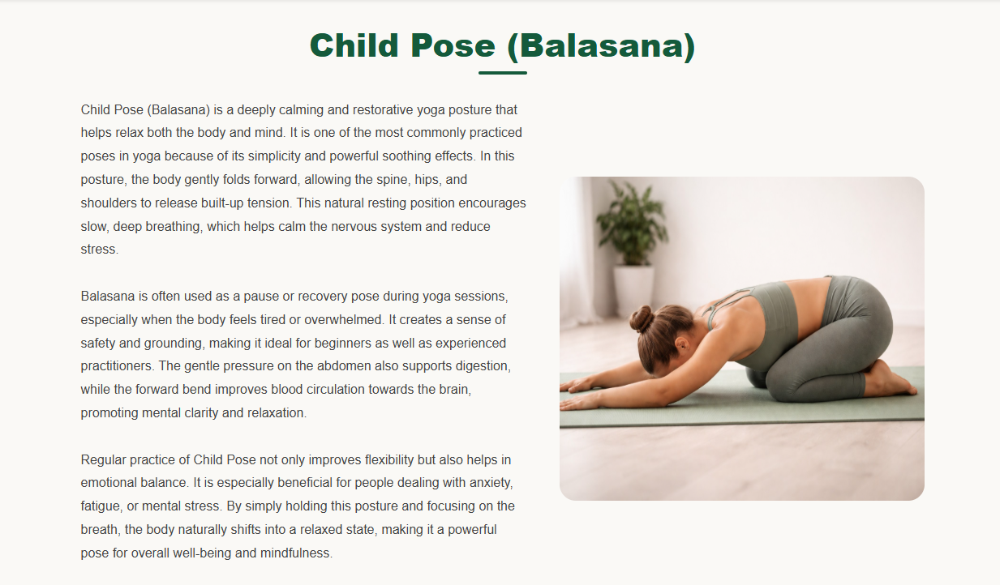 Child Pose (Balasana)
Child Pose (Balasana) is a deeply calming and restorative yoga posture that
helps relax both the body and mind. It is one of the most commonly practiced
poses in yoga because of its simplicity and powerful soothing effects. In this
posture, the body gently folds forward, allowing the spine, hips, and
shoulders to release built-up tension. This natural resting position encourages
slow, deep breathing, which helps calm the nervous system and reduce
stress.
Balasana is often used as a pause or recovery pose during yoga sessions,
especially when the body feels tired or overwhelmed. It creates a sense of
safety and grounding, making it ideal for beginners as well as experienced
practitioners. The gentle pressure on the abdomen also supports digestion,
while the forward bend improves blood circulation towards the brain,
promoting mental clarity and relaxation.
Regular practice of Child Pose not only improves flexibility but also helps in
emotional balance. It is especially beneficial for people dealing with anxiety,
fatigue, or mental stress. By simply holding this posture and focusing on the
breath, the body naturally shifts into a relaxed state, making it a powerful
pose for overall well-being and mindfulness.